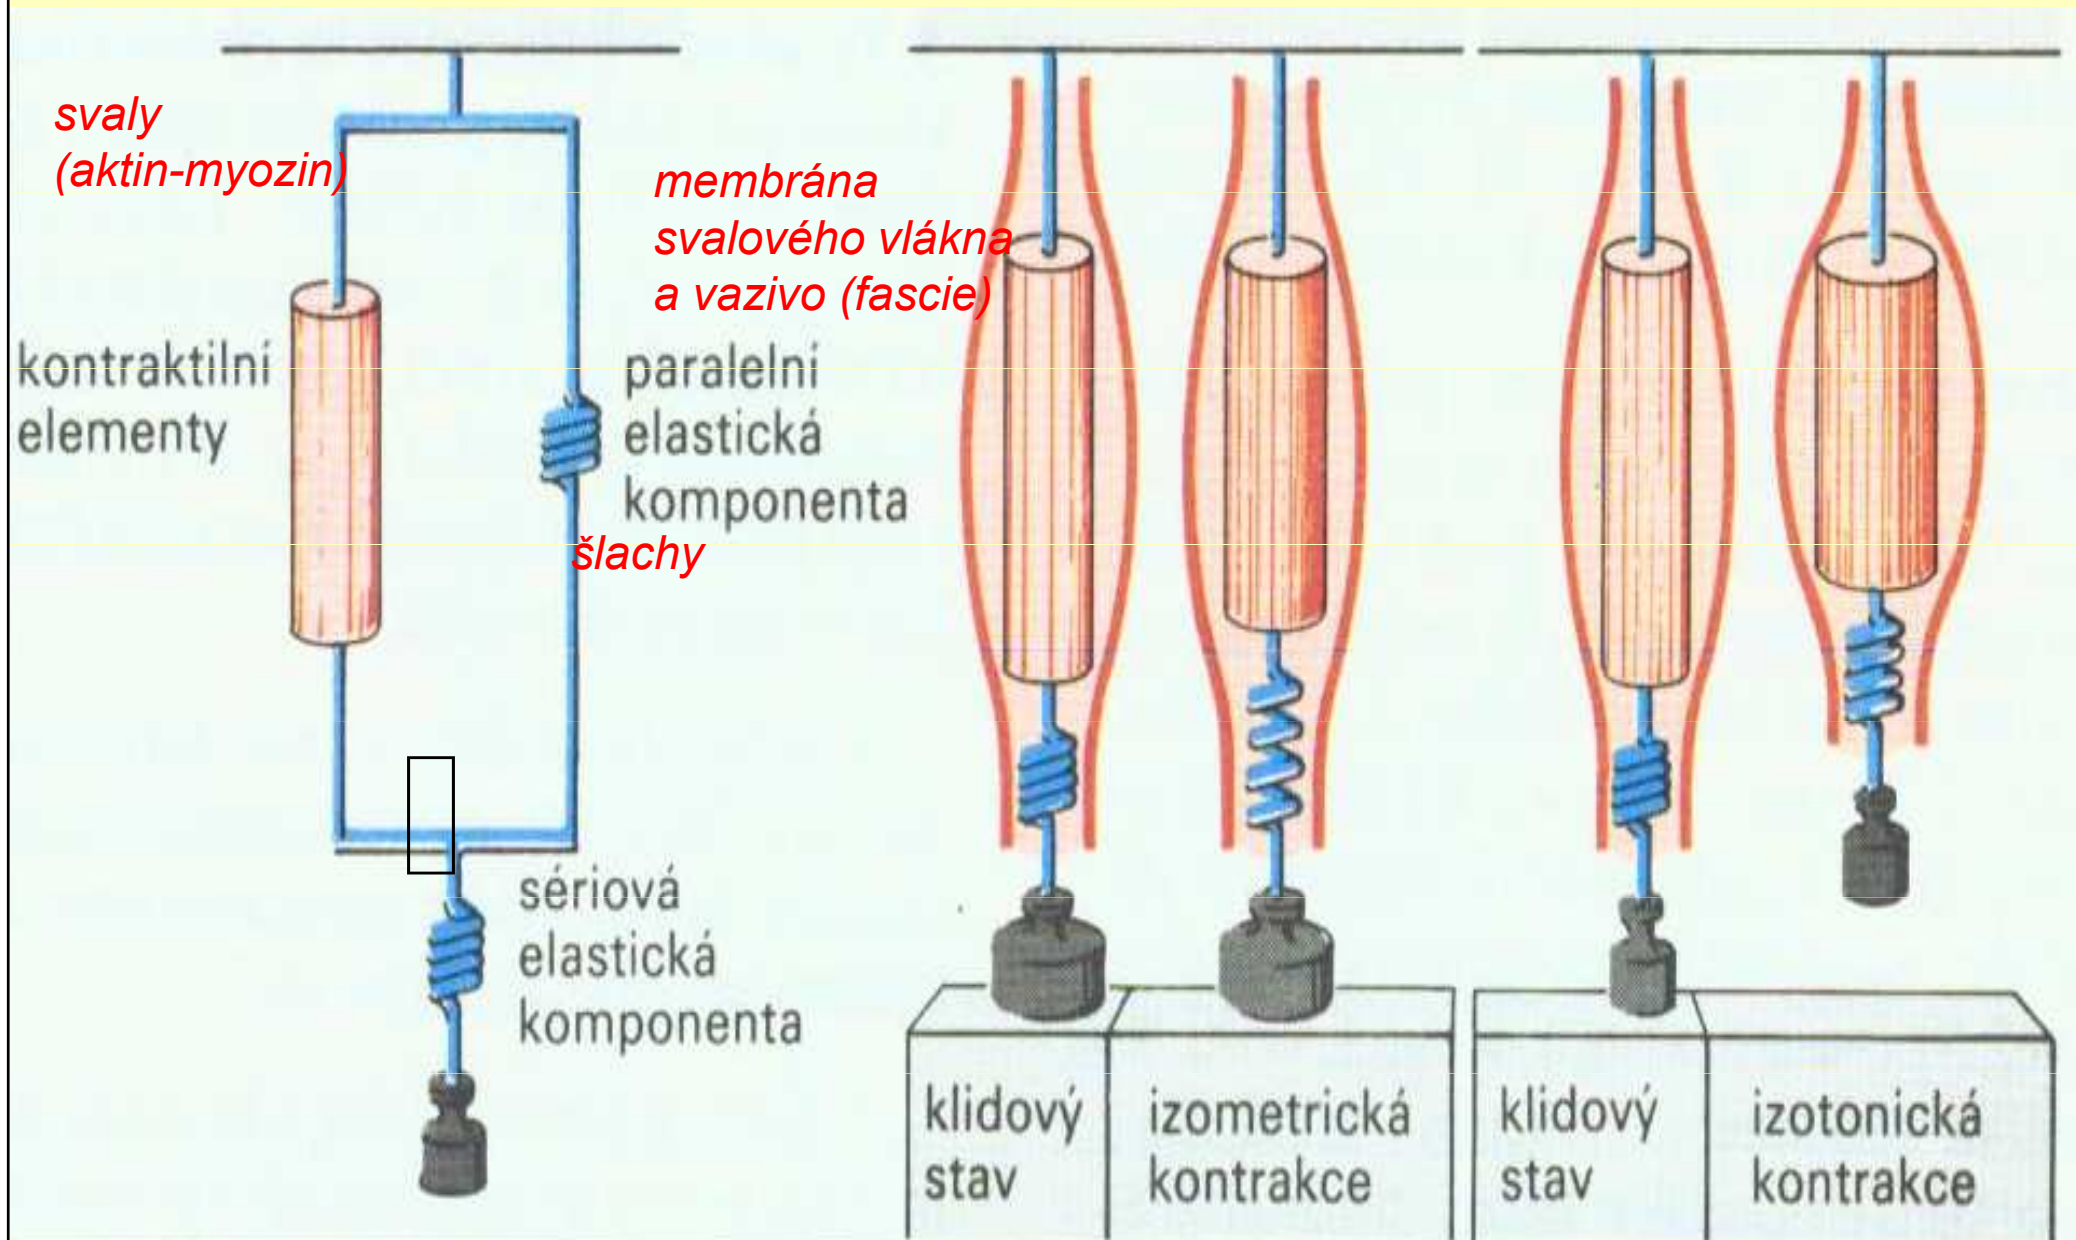 svaly
(aktin-myozin)
membrána
svalového vlákna
a vazivo (fascie)
kontraktilní
elementy
paralelní
elastická
komponenta
šlachy
sériová
elastická
komponenta
klidový
stav
izometrická
kontrakce
klidový
stav
izotonická
kontrakce